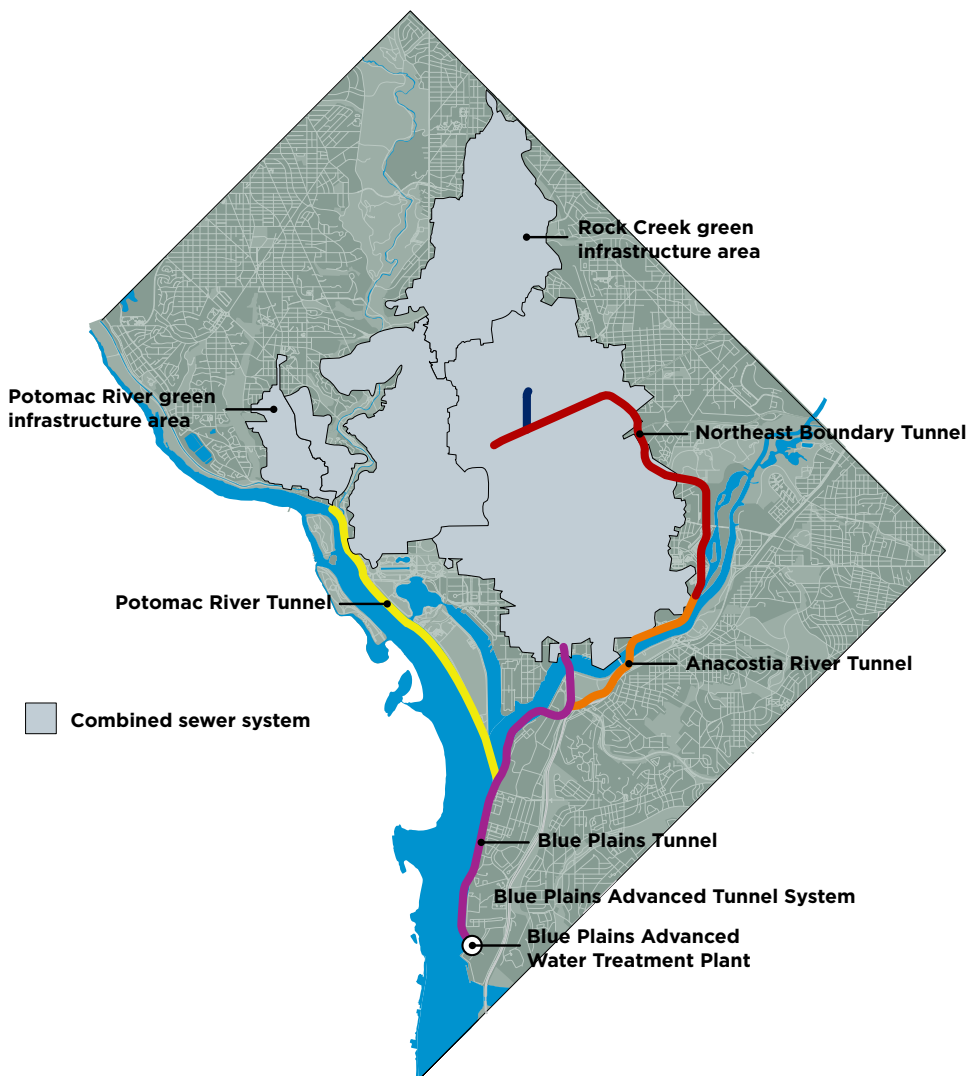 Rock Creek green
infrastructure area
Potomac River green
infrastructure area
Northeast Boundary Tunnel
Potomac River Tunnel
Anacostia River Tunnel
Combined sewer system
Blue Plains Tunnel
Blue Plains Advanced Tunnel System
Blue Plains Advanced
Water Treatment Plant